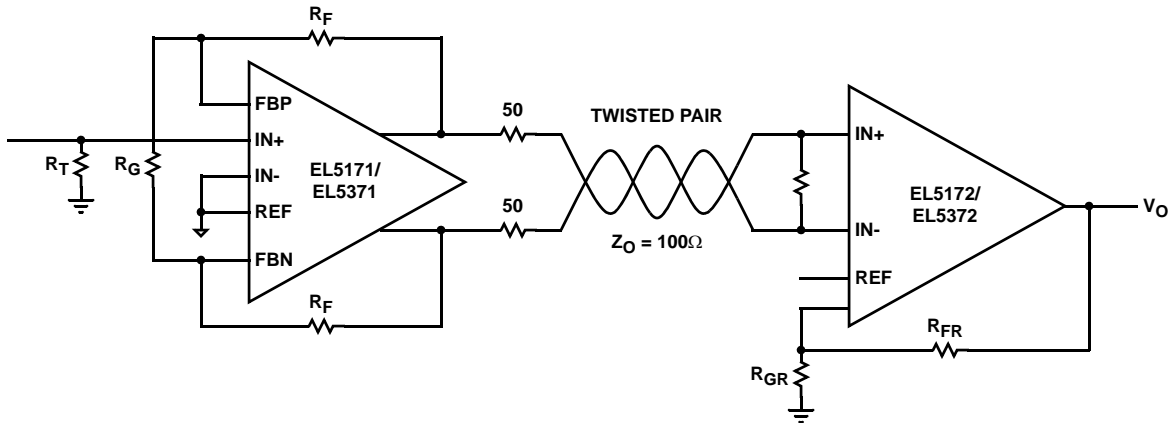 RF
50
TWISTED PAIR
FBP
IN+
IN+
RT
RG
IN-
EL5171/
EL5371
EL5172/
EL5372
VO
REF
50
IN-
ZO = 100Ω
FBN
REF
RF
RFR
RGR